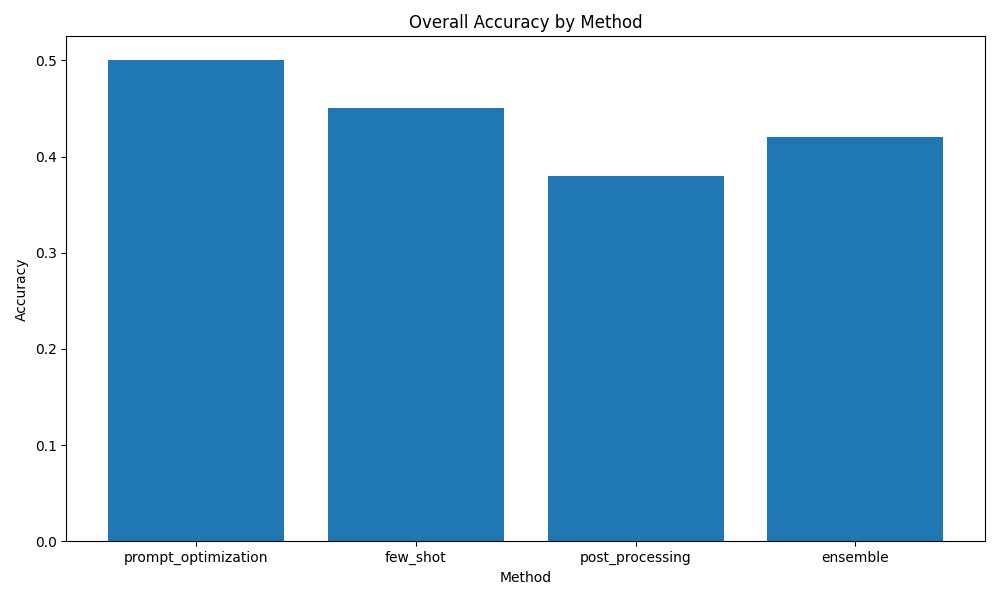 Overall Accuracy by Method
0.5
0.4
0.3
0.2
0.1
0.0
Accuracy
prompt_optimization few_shot post_processing ensemble
Method